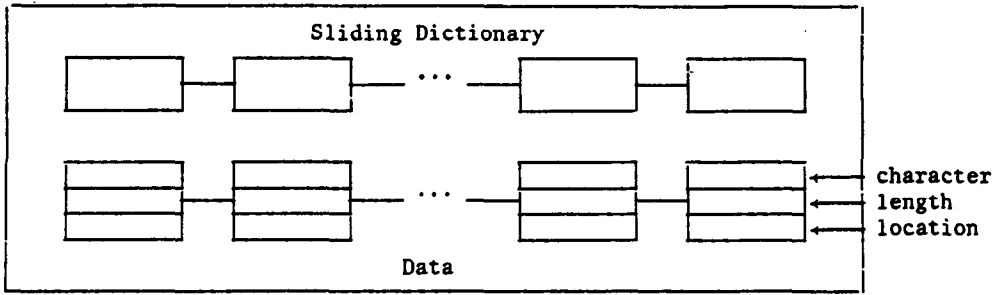 Sliding Dictionary
...
...
character
length
location
Data